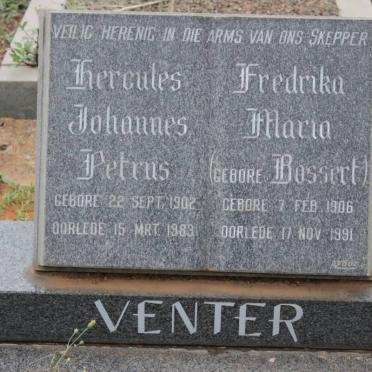 VEILIG HERENIG IN DIE ARMS VAN ONS SKEPPER
Hercules
Johannes
Petrus
GEBORE 22 SEPT. 1902
OORLEDE 15 MRT. 1983
Fredrika
Maria
(GEBORE Bossert)
GEBORE 7 FEB. 1906
OORLEDE 17 NOV. 1991
VENTER